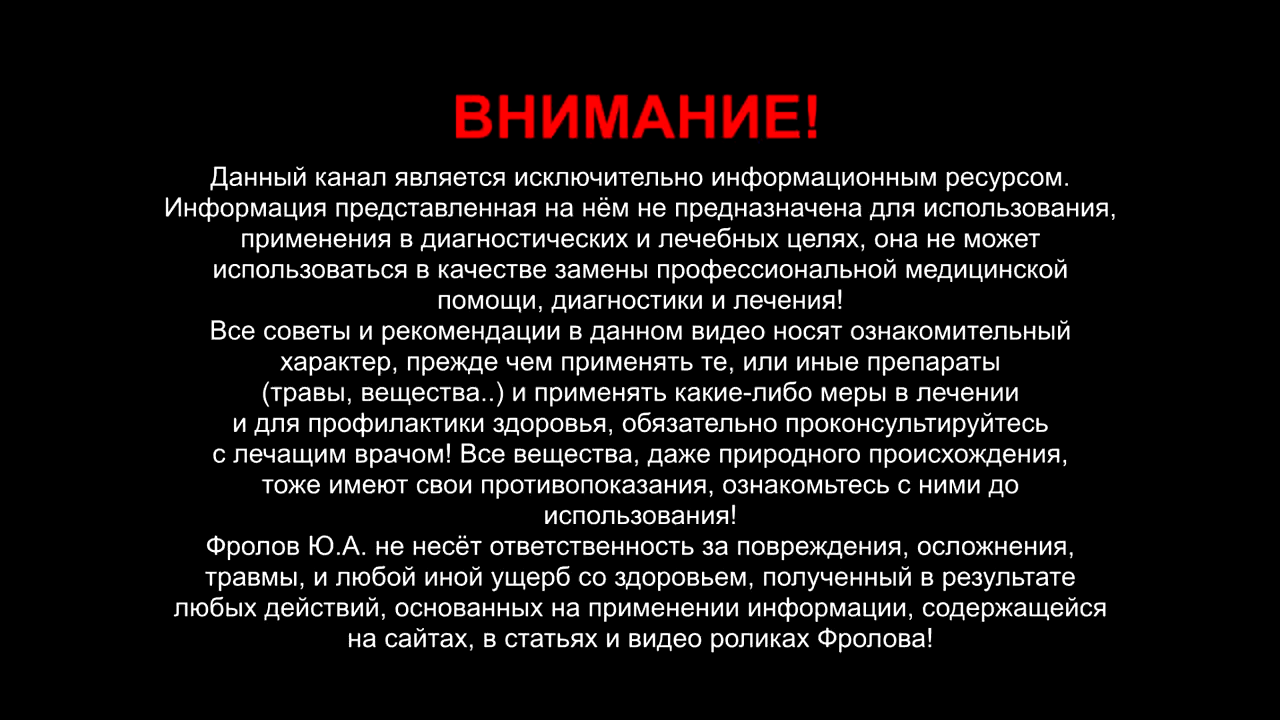 ВНИМАНИЕ!
Данный канал является исключительно информационным ресурсом.
Информация представленная на нём не предназначена для использования,
применения в диагностических и лечебных целях, она не может
использоваться в качестве замены профессиональной медицинской
помощи, диагностики и лечения!
Все советы и рекомендации в данном видео носят ознакомительный
характер, прежде чем применять те, или иные препараты
(травы, вещества..) и применять какие-либо меры в лечении
и для профилактики здоровья, обязательно проконсультируйтесь
с лечащим врачом! Все вещества, даже природного происхождения,
тоже имеют свои противопоказания, ознакомьтесь с ними до
использования!
Фролов Ю.А. не несёт ответственность за повреждения, осложнения,
травмы, и любой иной ущерб со здоровьем, полученный в результате
любых действий, основанных на применении информации, содержащейся
на сайтах, в статьях и видео роликах Фролова!